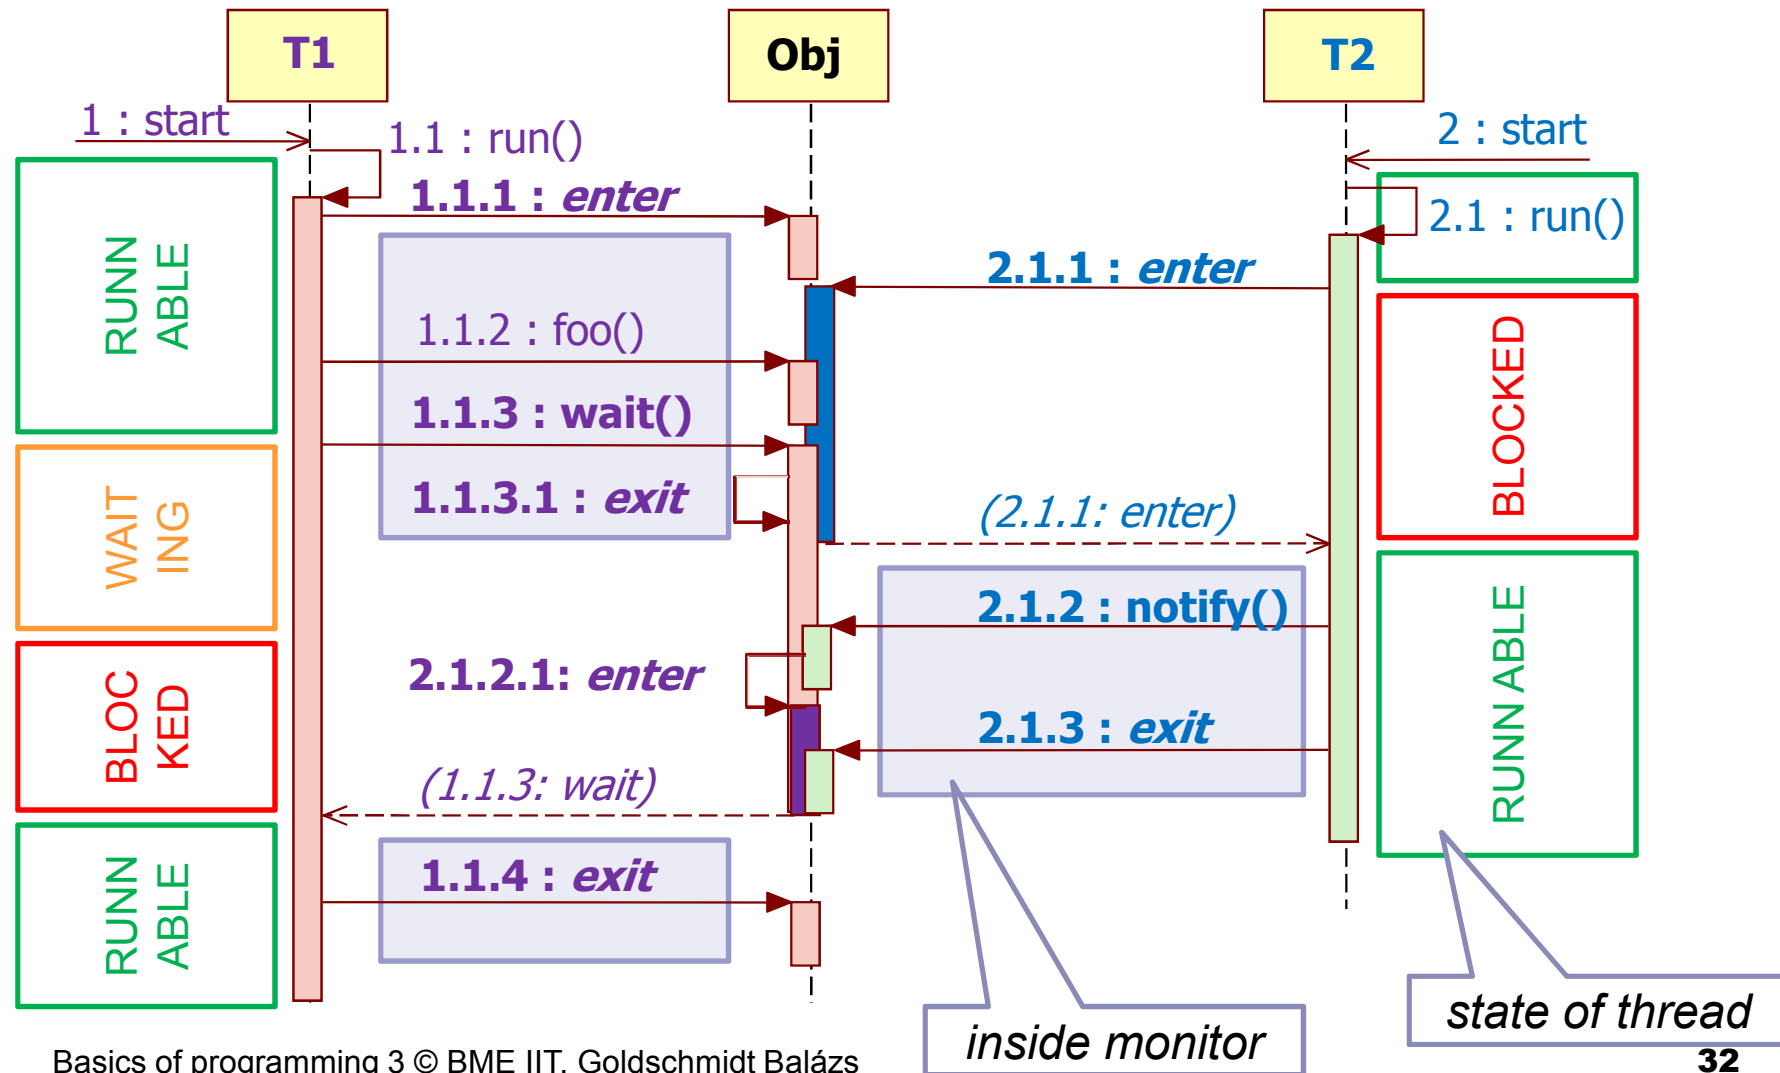 T1
Obj
T2
1 : start
1.1 : run()
2 : start
1.1.1 : enter
2.1 : run()
RUNN
ABLE
2.1.1 : enter
1.1.2 : foo()
BLOCKED
1.1.3 : wait()
WAIT
ING
1.1.3.1 : exit
(2.1.1: enter)
2.1.2 : notify()
2.1.2.1: enter
BLOC
KED
RUNN ABLE
2.1.3 : exit
(1.1.3: wait)
RUNN
ABLE
1.1.4 : exit
inside monitor
state of thread
Basics of programming 3 © BME IIT, Goldschmidt Balázs
32